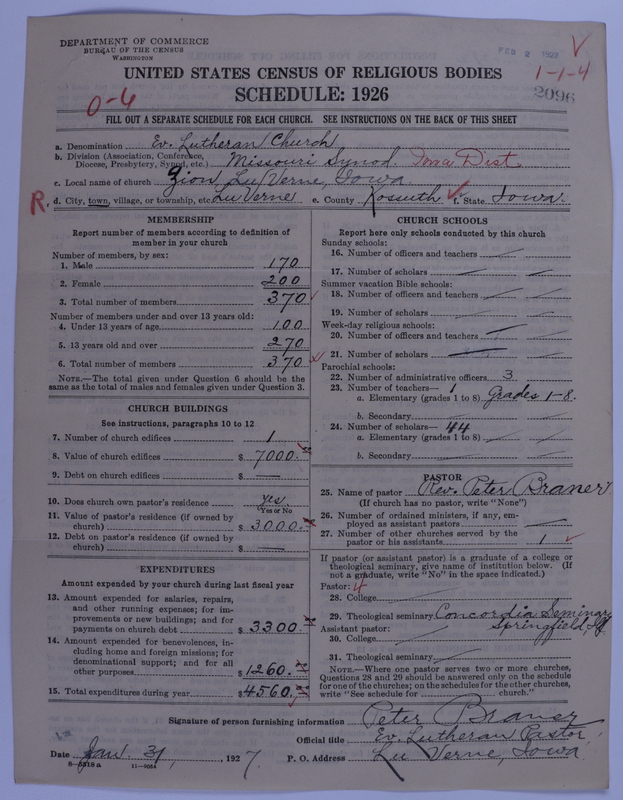 DEPARTMENT OF COMMERCE
BUREAU OF THE CENSUS
WASHINGTON
FEB 2 1927
UNITED STATES CENSUS OF RELIGIOUS BODIES
1-1-4
SCHEDULE: 1926
2096
0-6
FILL OUT A SEPARATE SCHEDULE FOR EACH CHURCH. SEE INSTRUCTIONS ON THE BACK OF THIS SHEET
a. Denomination Ev. Lutheran Church
b. Division (Association, Conference,
Diocese, Presbytery, Synod, etc.) Missouri Synod. Iowa Dist.
c. Local name of church Zion Lu Verne, Iowa
R. d. City, town, village, or township, etc. Lu Verne e. County Kossuth f. State Iowa.
MEMBERSHIP
Report number of members according to definition of
member in your church
Number of members, by sex:
1. Male 170
2. Female 200
3. Total number of members 370
Number of members under and over 13 years old:
4. Under 13 years of age 100
5. 13 years old and over 270
6. Total number of members 370
NOTE.—The total given under Question 6 should be the
same as the total of males and females given under Question 3.
CHURCH BUILDINGS
See instructions, paragraphs 10 to 12
7. Number of church edifices 1
8. Value of church edifices $ 7000.
9. Debt on church edifices $ —
10. Does church own pastor's residence Yes.
Yes or No
11. Value of pastor's residence (if owned by
church) $ 3000.
12. Debt on pastor's residence (if owned by
church) $ —
EXPENDITURES
Amount expended by your church during last fiscal year
13. Amount expended for salaries, repairs,
and other running expenses; for im-
provements or new buildings; and for
payments on church debt $ 3300.
14. Amount expended for benevolences, in-
cluding home and foreign missions; for
denominational support; and for all
other purposes $ 1260.
15. Total expenditures during year $ 4560.
CHURCH SCHOOLS
Report here only schools conducted by this church
Sunday schools:
16. Number of officers and teachers
17. Number of scholars
Summer vacation Bible schools:
18. Number of officers and teachers
19. Number of scholars
Week-day religious schools:
20. Number of officers and teachers
21. Number of scholars
Parochial schools:
22. Number of administrative officers 3
23. Number of teachers— 1
a. Elementary (grades 1 to 8) Grades 1-8.
b. Secondary
24. Number of scholars— 44
a. Elementary (grades 1 to 8)
b. Secondary
PASTOR
25. Name of pastor Rev. Peter Braner
(If church has no pastor, write "None")
26. Number of ordained ministers, if any, em-
ployed as assistant pastors
27. Number of other churches served by the
pastor or his assistants 1
If pastor (or assistant pastor) is a graduate of a college or
theological seminary, give name of institution below. (If
not a graduate, write "No" in the space indicated.)
Pastor: 4
28. College
29. Theological seminary Concordia Seminary
Springfield, Ill.
Assistant pastor:
30. College
31. Theological seminary
NOTE.—Where one pastor serves two or more churches,
Questions 28 and 29 should be answered only on the schedule
for one of the churches; on the schedules for the other churches,
write "See schedule for church."
Signature of person furnishing information Peter Braner
Official title Ev. Lutheran Pastor
Date Jan 31, 1927 P. O. Address Lu Verne, Iowa
8—5518a 11—9054